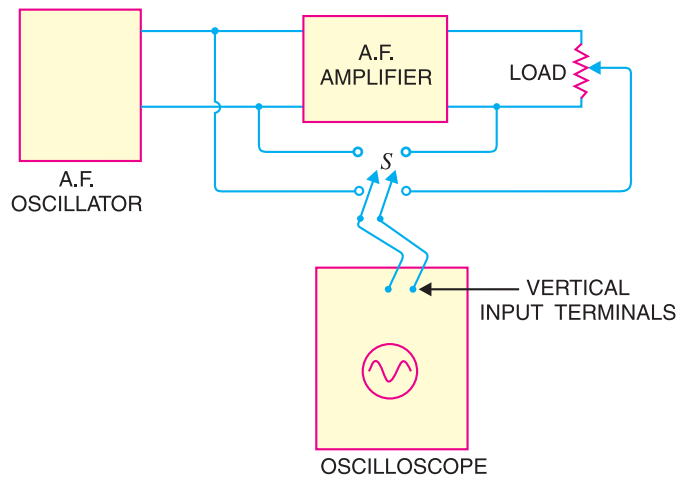 A.F.
AMPLIFIER
LOAD
S
A.F.
OSCILLATOR
VERTICAL
INPUT TERMINALS
OSCILLOSCOPE